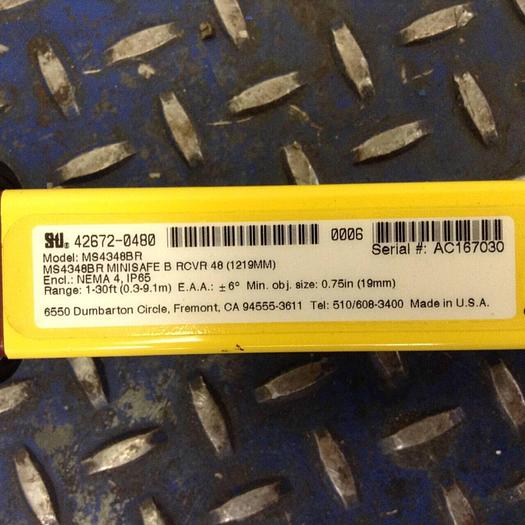 STI® 42672-0480 0006 Serial #: AC167030
Model: MS4348BR
MS4348BR MINISAFE B RCVR 48 (1219MM)
Encl.: NEMA 4, IP65
Range: 1-30ft (0.3-9.1m) E.A.A.: ±6° Min. obj. size: 0.75in (19mm)
6550 Dumbarton Circle, Fremont, CA 94555-3611 Tel: 510/608-3400 Made in U.S.A.